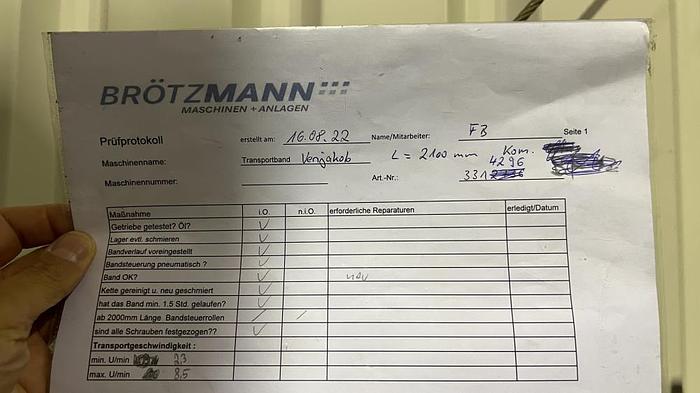 BRÖTZMANN
MASCHINEN + ANLAGEN
Prüfprotokoll erstellt am: 16.08.22 Name/Mitarbeiter: FB Seite 1
Maschinenname: Transportband Venjakob L = 2100 mm Kom. 4296
Maschinennummer: Art.-Nr.: 331
Maßnahme i.O. n.i.O. erforderliche Reparaturen erledigt/Datum
Getriebe getestet? Öl? ✓
Lager evtl. schmieren ✓
Bandverlauf voreingestellt ✓
Bandsteuerung pneumatisch ? ✓
Band OK? ✓ neu
Kette gereinigt u. neu geschmiert ✓
hat das Band min. 1.5 Std. gelaufen? ✓
ab 2000mm Länge Bandsteuerrollen / /
sind alle Schrauben festgezogen?? ✓
Transportgeschwindigkeit :
min. U/min 2.3
max. U/min 8.5